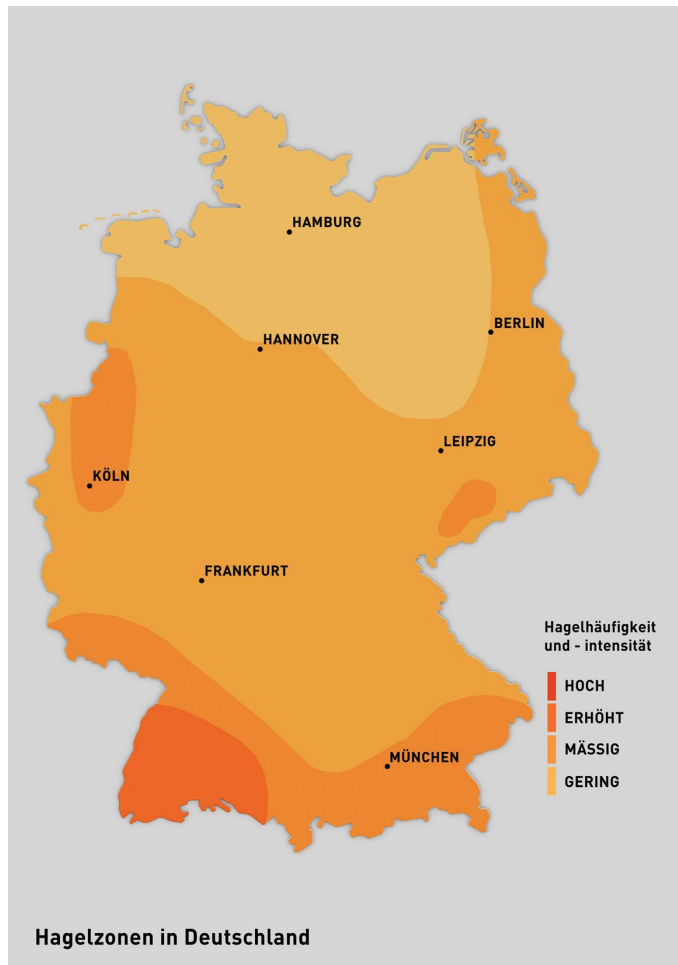 HAMBURG
BERLIN
HANNOVER
LEIPZIG
KÖLN
FRANKFURT
MÜNCHEN
Hagelhäufigkeit
und - intensität
HOCH
ERHÖHT
MÄSSIG
GERING
Hagelzonen in Deutschland